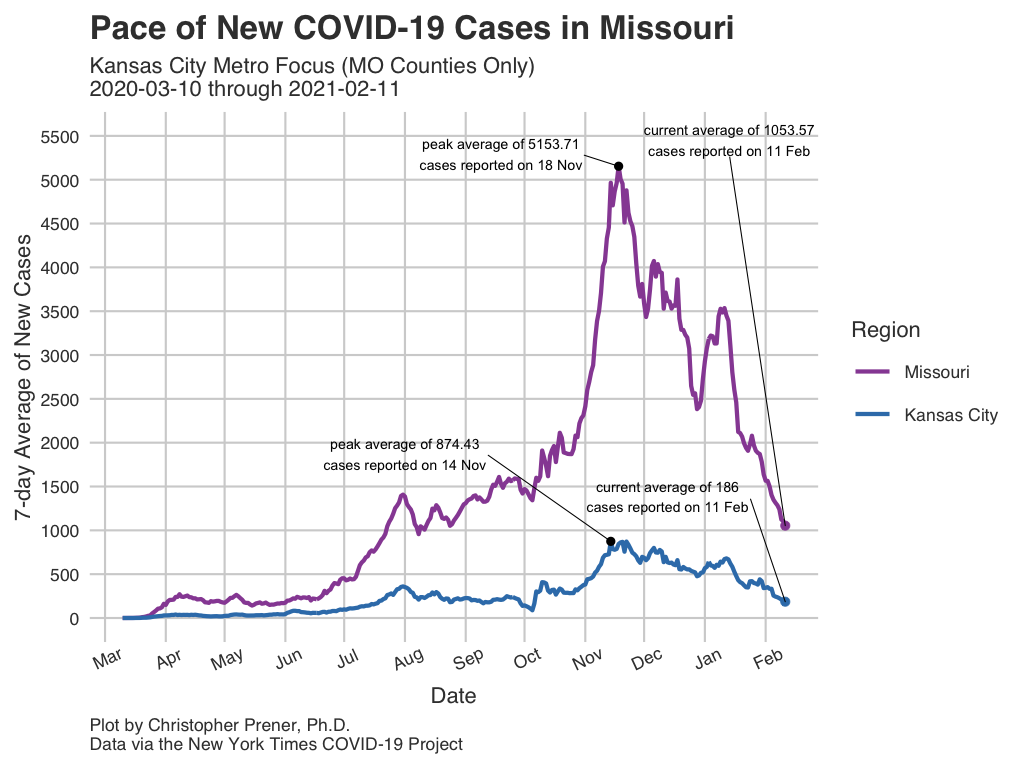 Pace of New COVID-19 Cases in Missouri
Kansas City Metro Focus (MO Counties Only)
2020-03-10 through 2021-02-11
7-day Average of New Cases
5500
5000
4500
4000
3500
3000
2500
2000
1500
1000
500
0
peak average of 5153.71
cases reported on 18 Nov
current average of 1053.57
cases reported on 11 Feb
peak average of 874.43
cases reported on 14 Nov
current average of 186
cases reported on 11 Feb
Mar Apr May Jun Jul Aug Sep Oct Nov Dec Jan Feb
Date
Region
Missouri
Kansas City
Plot by Christopher Prener, Ph.D.
Data via the New York Times COVID-19 Project